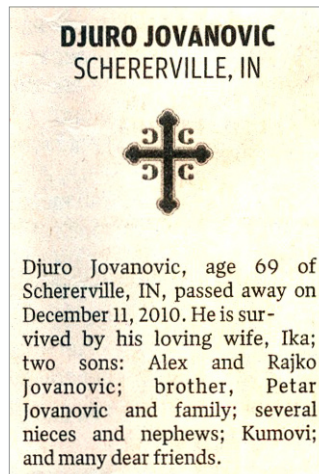 DJURO JOVANOVIC
SCHERERVILLE, IN
Djuro Jovanovic, age 69 of
Schererville, IN, passed away on
December 11, 2010. He is sur-
vived by his loving wife, Ika;
two sons: Alex and Rajko
Jovanovic; brother, Petar
Jovanovic and family; several
nieces and nephews; Kumovi;
and many dear friends.